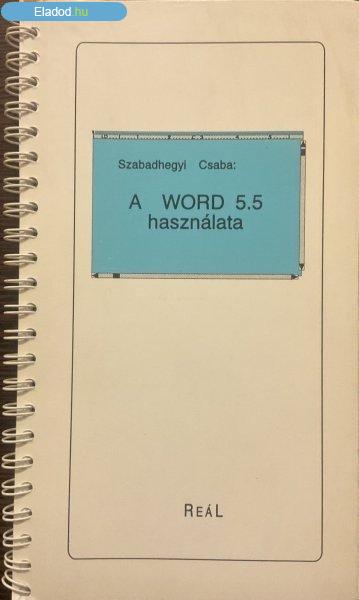 Eladod.hu
Szabadhegyi Csaba:
A WORD 5.5
használata
REÁL